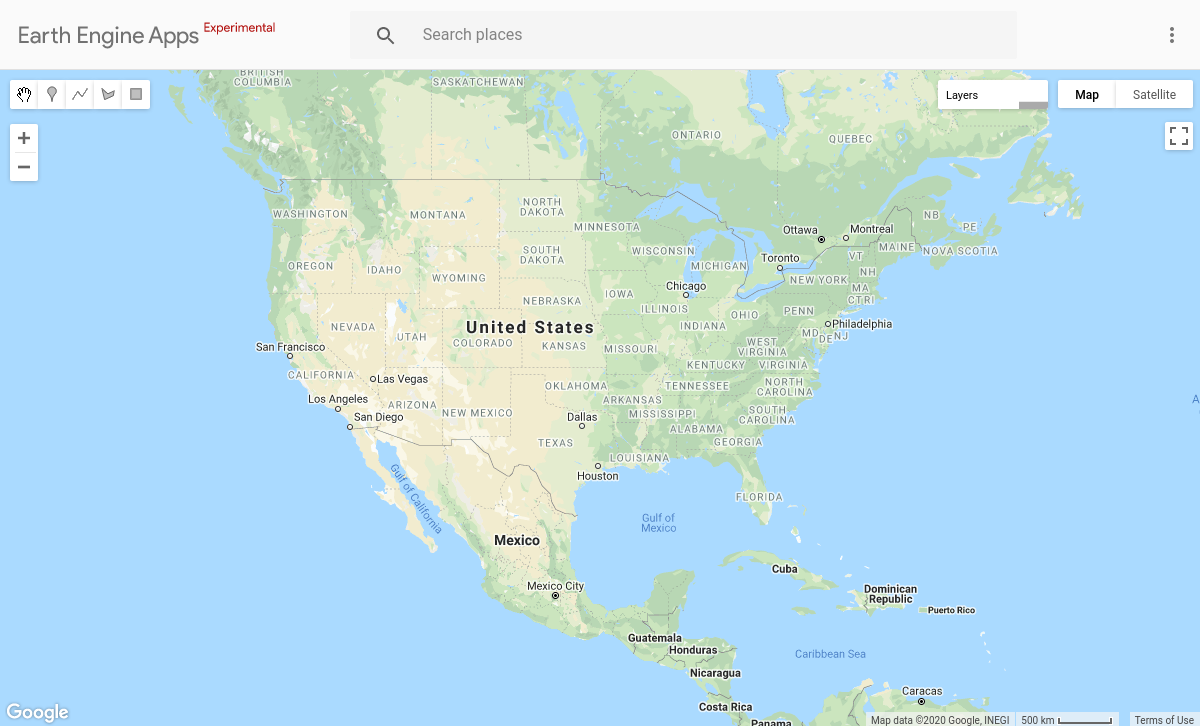 Earth Engine Apps Experimental
Search places
Layers
Map
Satellite
BRITISH
COLUMBIA
SASKATCHEWAN
ONTARIO
QUEBEC
NB
PE
NOVA SCOTIA
WASHINGTON
MONTANA
NORTH
DAKOTA
MINNESOTA
Ottawa
Montreal
MAINE
VT
NH
OREGON
IDAHO
WYOMING
SOUTH
DAKOTA
WISCONSIN
MICHIGAN
Toronto
NEW YORK
MA
CT RI
Chicago
IOWA
NEBRASKA
ILLINOIS
INDIANA
OHIO
PENN
Philadelphia
MD
DE
NJ
NEVADA
UTAH
United States
COLORADO
KANSAS
MISSOURI
WEST
VIRGINIA
VIRGINIA
KENTUCKY
San Francisco
CALIFORNIA
Las Vegas
OKLAHOMA
TENNESSEE
NORTH
CAROLINA
Los Angeles
ARIZONA
NEW MEXICO
ARKANSAS
MISSISSIPPI
SOUTH
CAROLINA
San Diego
Dallas
ALABAMA
GEORGIA
TEXAS
LOUISIANA
Houston
Gulf of California
FLORIDA
Gulf of
Mexico
Mexico
Mexico City
Cuba
Dominican
Republic
Puerto Rico
Guatemala
Honduras
Nicaragua
Caribbean Sea
Costa Rica
Caracas
Panama
Google
Map data ©2020 Google, INEGI
500 km
Terms of Use